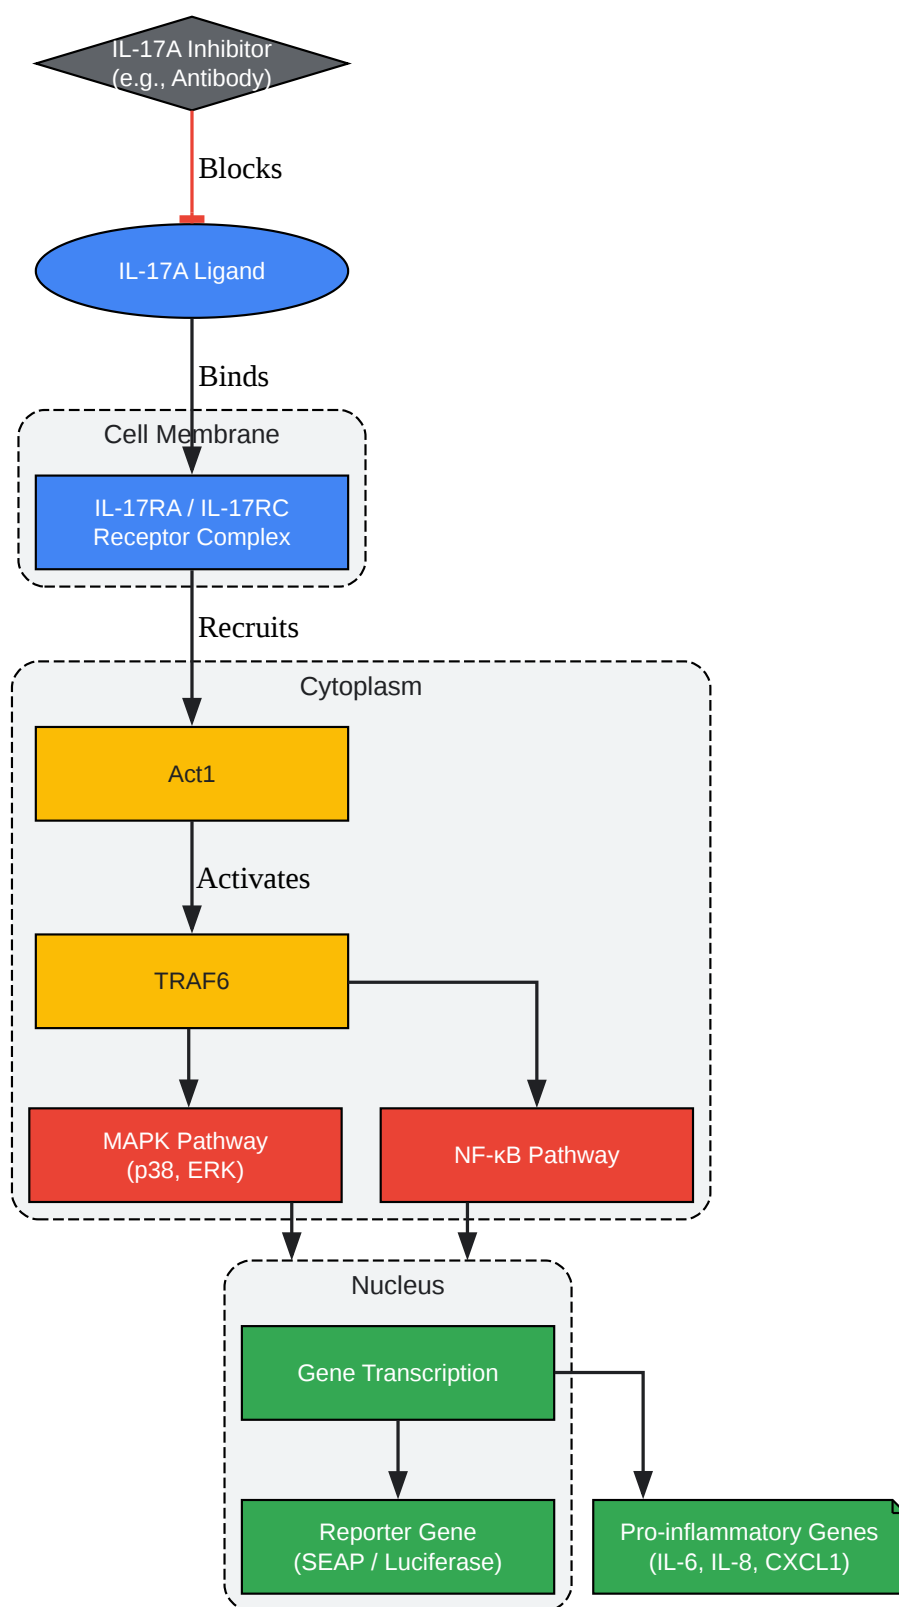 IL-17A Inhibitor
(e.g., Antibody)
Blocks
IL-17A Ligand
Binds
Cell Membrane
IL-17RA / IL-17RC
Receptor Complex
Recruits
Cytoplasm
Act1
Activates
TRAF6
MAPK Pathway
(p38, ERK)
NF-κB Pathway
Nucleus
Gene Transcription
Reporter Gene
(SEAP / Luciferase)
Pro-inflammatory Genes
(IL-6, IL-8, CXCL1)